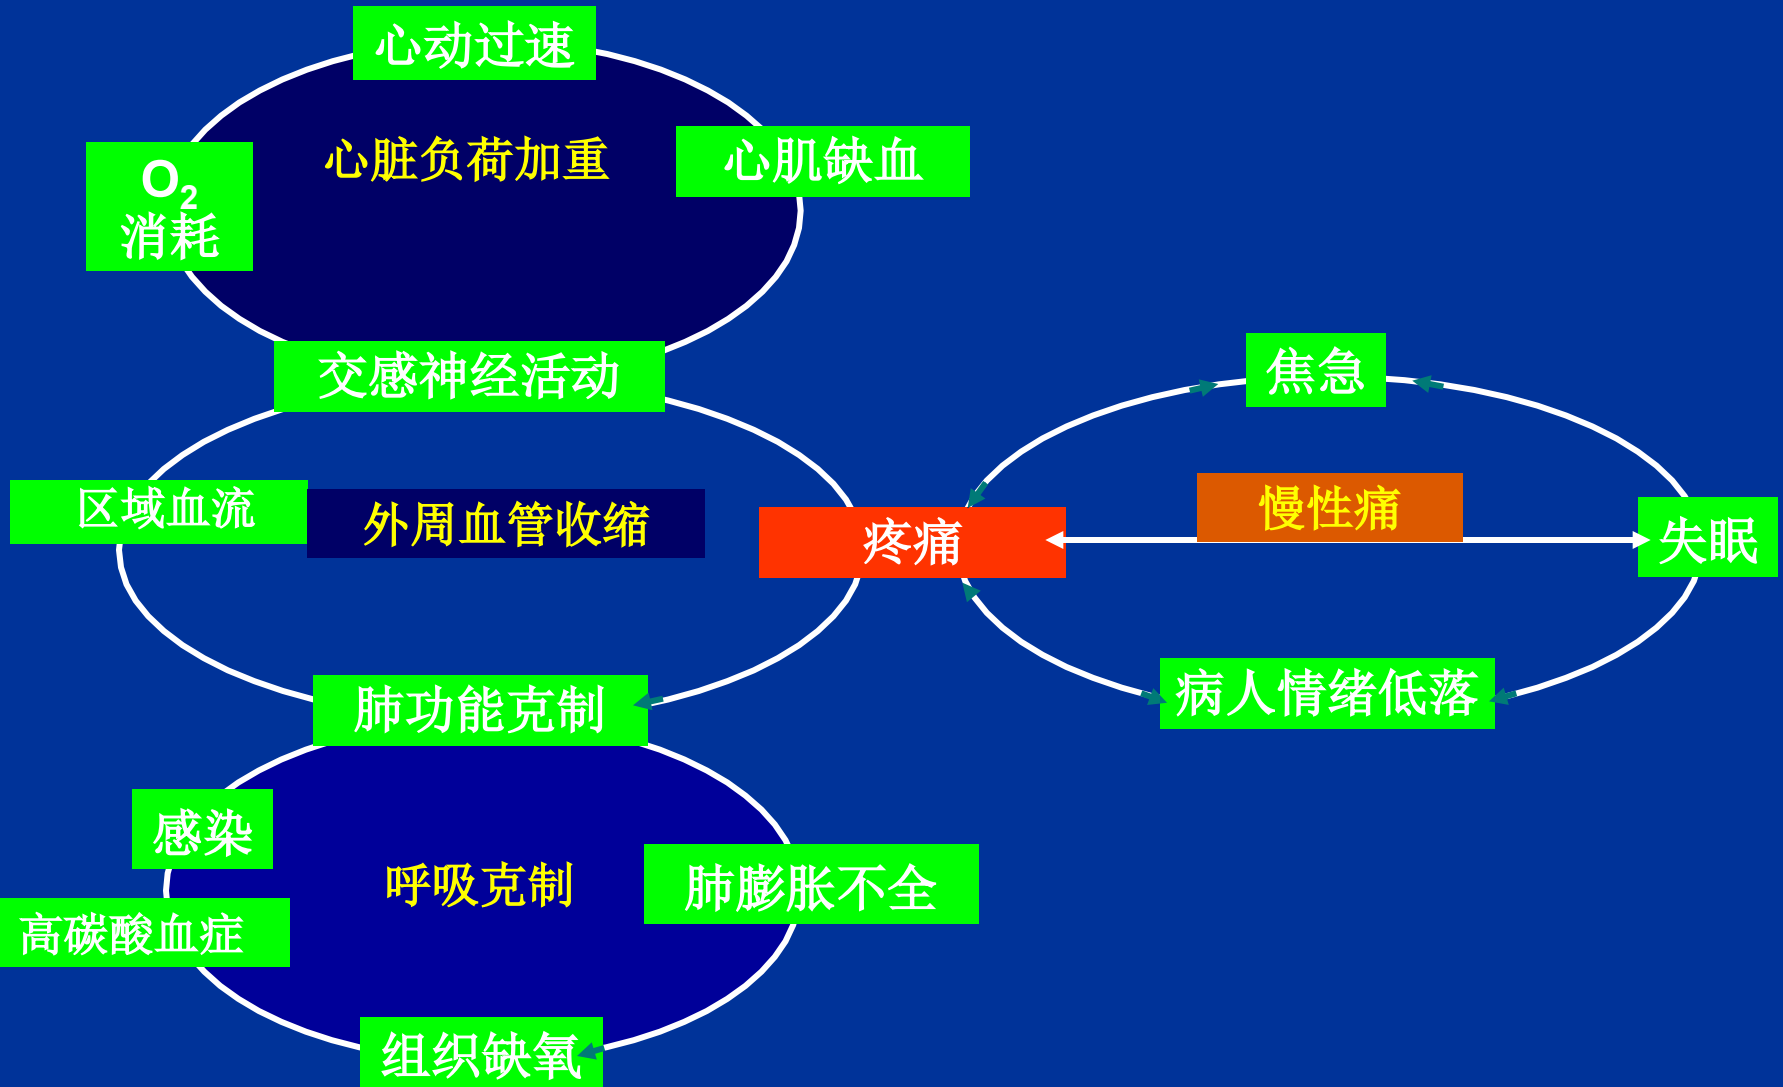 心动过速
心脏负荷加重
心肌缺血
O₂
消耗
交感神经活动
焦急
区域血流
外周血管收缩
疼痛
慢性痛
失眠
肺功能克制
病人情绪低落
感染
呼吸克制
肺膨胀不全
高碳酸血症
组织缺氧